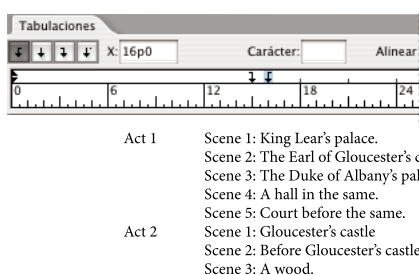 Tabulaciones
X: 16p0 Carácter: Alinear
0 6 12 18 24
Act 1 Scene 1: King Lear's palace.
Scene 2: The Earl of Gloucester's c
Scene 3: The Duke of Albany's pal
Scene 4: A hall in the same.
Scene 5: Court before the same.
Act 2 Scene 1: Gloucester's castle
Scene 2: Before Gloucester's castle
Scene 3: A wood.